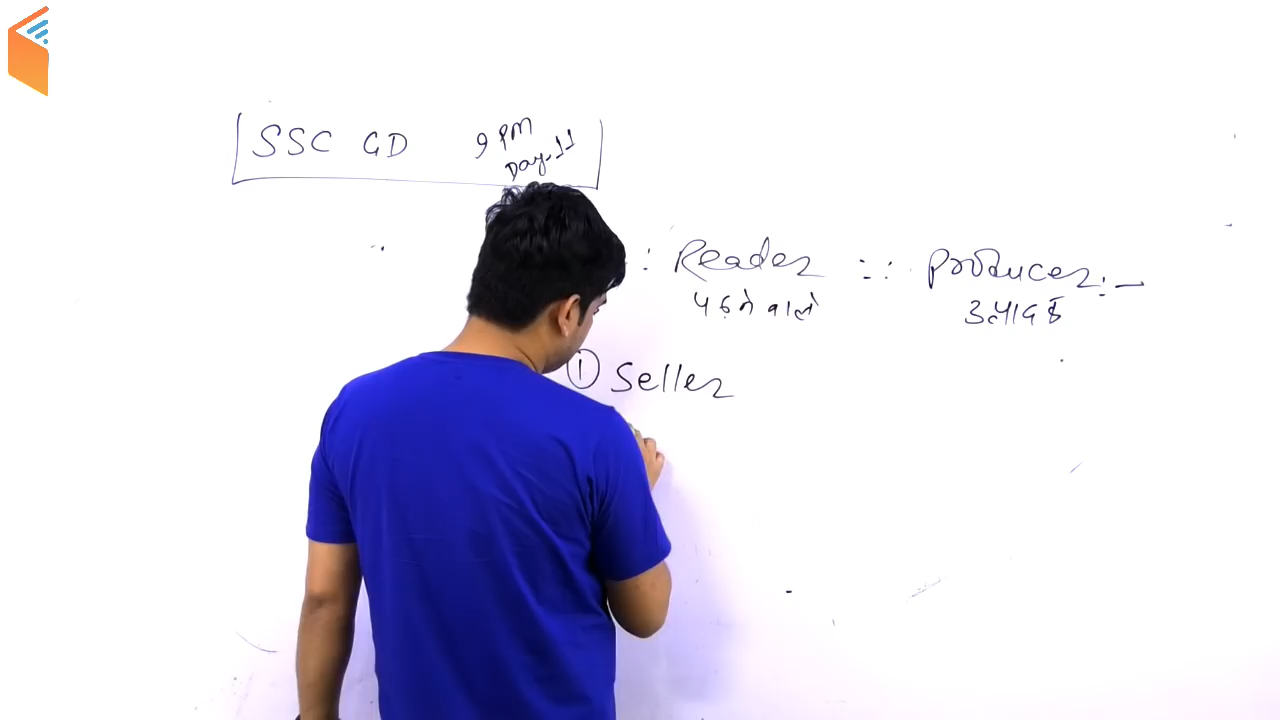 SSC GD 9 PM
Day-11
: Reader :: Producer :-
पढ़ने वाले उत्पादक
① Seller